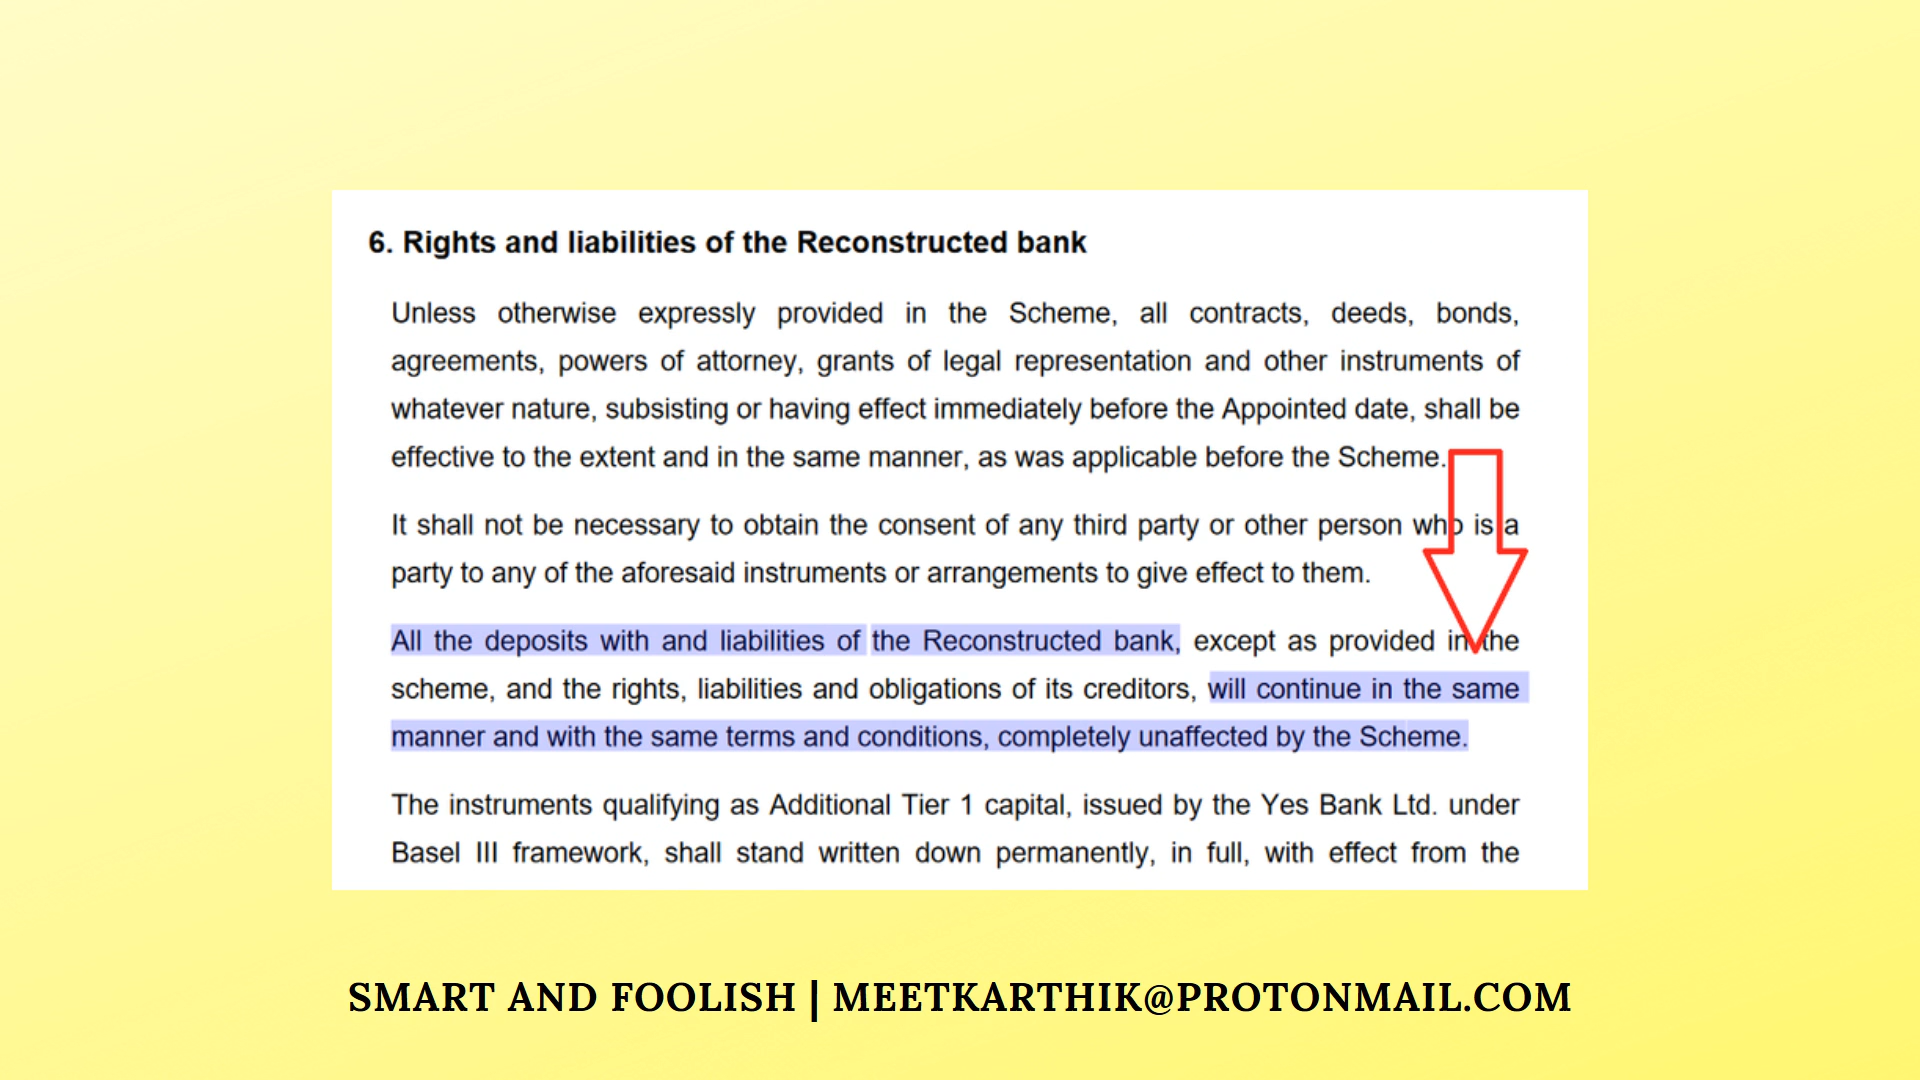 6. Rights and liabilities of the Reconstructed bank
Unless otherwise expressly provided in the Scheme, all contracts, deeds, bonds,
agreements, powers of attorney, grants of legal representation and other instruments of
whatever nature, subsisting or having effect immediately before the Appointed date, shall be
effective to the extent and in the same manner, as was applicable before the Scheme.
It shall not be necessary to obtain the consent of any third party or other person who is a
party to any of the aforesaid instruments or arrangements to give effect to them.
All the deposits with and liabilities of the Reconstructed bank, except as provided in the
scheme, and the rights, liabilities and obligations of its creditors, will continue in the same
manner and with the same terms and conditions, completely unaffected by the Scheme.
The instruments qualifying as Additional Tier 1 capital, issued by the Yes Bank Ltd. under
Basel III framework, shall stand written down permanently, in full, with effect from the
SMART AND FOOLISH | MEETKARTHIK@PROTONMAIL.COM